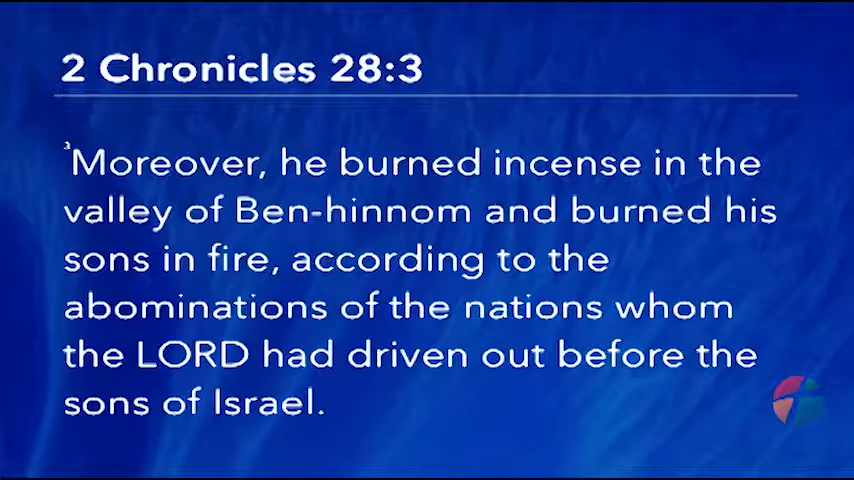 2 Chronicles 28:3
³Moreover, he burned incense in the
valley of Ben-hinnom and burned his
sons in fire, according to the
abominations of the nations whom
the LORD had driven out before the
sons of Israel.